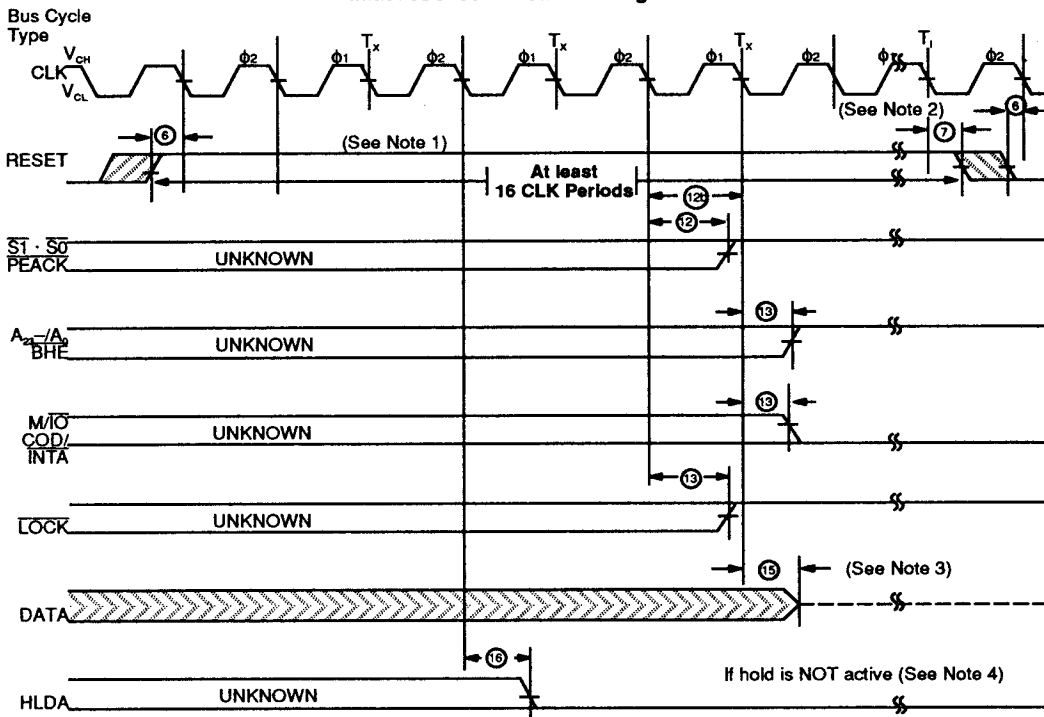 Bus Cycle
Type
V_CH
CLK
V_CL
ϕ2 ϕ1 T_X ϕ2 ϕ1 T_X ϕ2 ϕ1 T_X ϕ2 T_I ϕ2
(See Note 2)
6 7 6
RESET
(See Note 1)
At least
16 CLK Periods
12b
12
S1 · S0
PEACK
UNKNOWN
13
BHE
UNKNOWN
13
M/IO
COD/
INTA
UNKNOWN
13
LOCK
UNKNOWN
15 (See Note 3)
DATA
16
If hold is NOT active (See Note 4)
HLDA
UNKNOWN